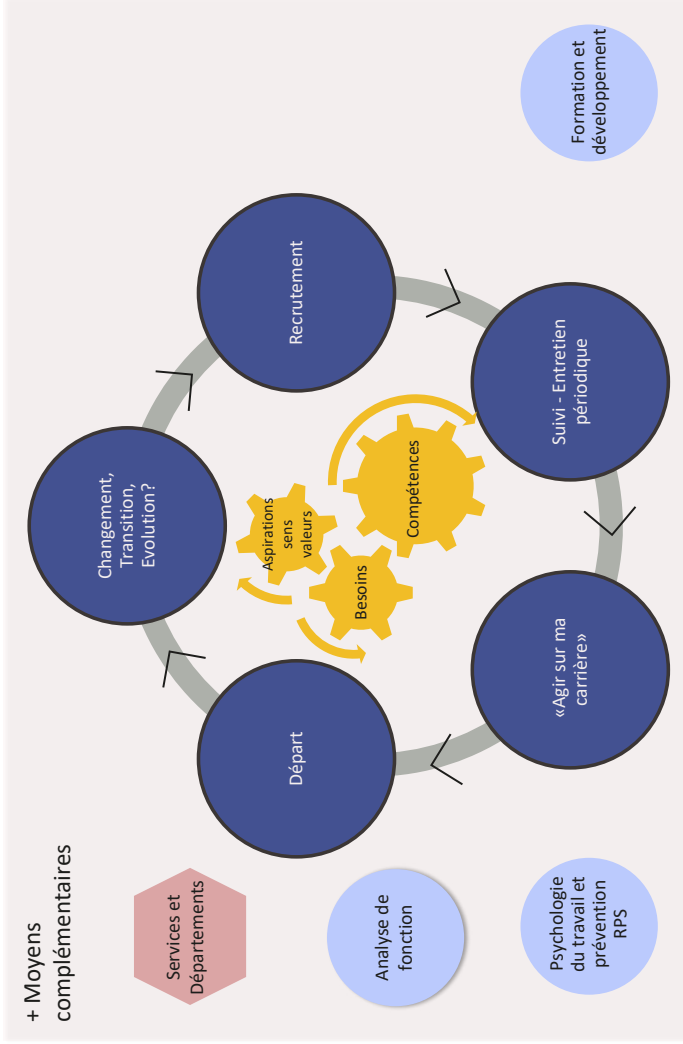 + Moyens
complémentaires
Services et
Départements
Analyse de
fonction
Psychologie
du travail et
prévention
RPS
Changement,
Transition,
Evolution?
Recrutement
Suivi - Entretien
périodique
«Agir sur ma
carrière»
Départ
Aspirations
sens
valeurs
Besoins
Compétences
Formation et
développement